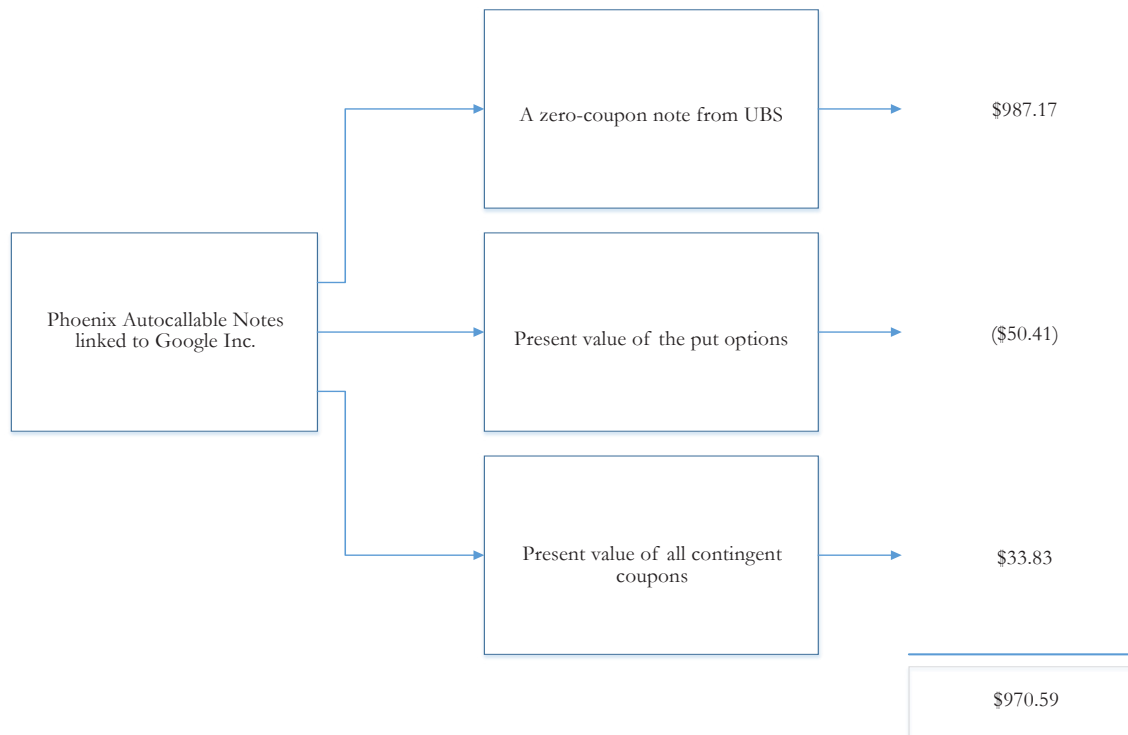 A zero-coupon note from UBS
$987.17
Phoenix Autocallable Notes
linked to Google Inc.
Present value of the put options
($50.41)
Present value of all contingent
coupons
$33.83
$970.59